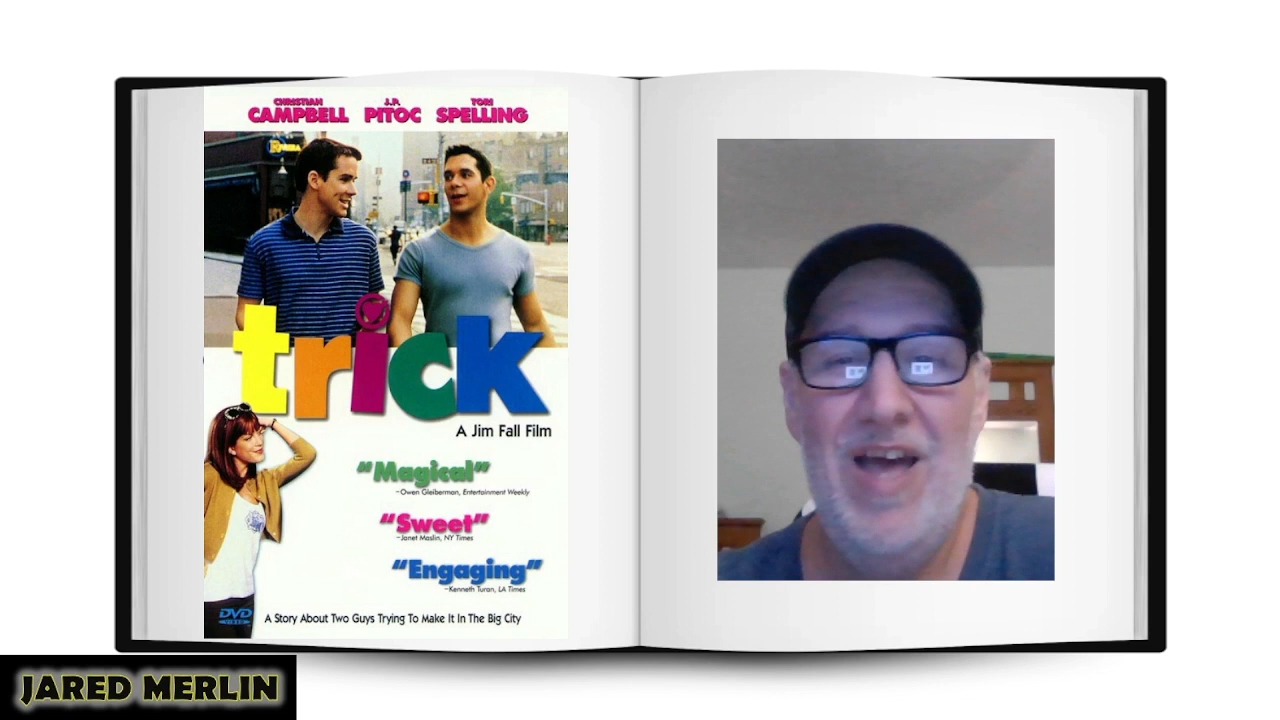 CHRISTIAN J.P. TORI
CAMPBELL PITOC SPELLING
trick
A Jim Fall Film
"Magical"
–Owen Gleiberman, Entertainment Weekly
"Sweet"
–Janet Maslin, NY Times
"Engaging"
–Kenneth Turan, LA Times
DVD
VIDEO
A Story About Two Guys Trying To Make It In The Big City
JARED MERLIN